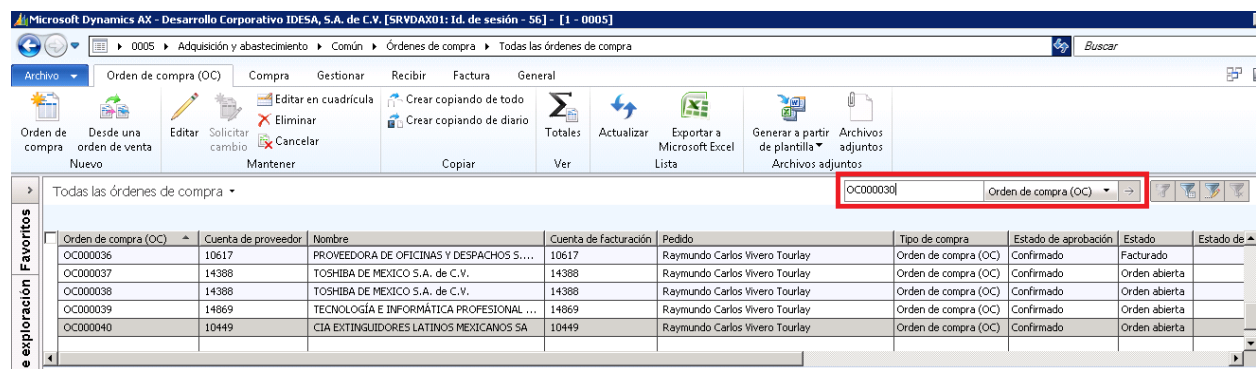 Microsoft Dynamics AX - Desarrollo Corporativo IDESA, S.A. de C.V. [SRVDAX01: Id. de sesión - 56] - [1 - 0005]
0005 Adquisición y abastecimiento Común Órdenes de compra Todas las órdenes de compra Buscar
Archivo Orden de compra (OC) Compra Gestionar Recibir Factura General
Orden de compra
Desde una orden de venta
Nuevo
Editar
Solicitar cambio
Editar en cuadrícula
Eliminar
Cancelar
Mantener
Crear copiando de todo
Crear copiando de diario
Copiar
Totales
Ver
Actualizar
Exportar a Microsoft Excel
Lista
Generar a partir de plantilla
Archivos adjuntos
Archivos adjuntos
Todas las órdenes de compra OC000030 Orden de compra (OC)
Favoritos
e exploración
Orden de compra (OC) Cuenta de proveedor Nombre Cuenta de facturación Pedido Tipo de compra Estado de aprobación Estado Estado de
OC000036 10617 PROVEEDORA DE OFICINAS Y DESPACHOS S.... 10617 Raymundo Carlos Vivero Tourlay Orden de compra (OC) Confirmado Facturado
OC000037 14388 TOSHIBA DE MEXICO S.A. de C.V. 14388 Raymundo Carlos Vivero Tourlay Orden de compra (OC) Confirmado Orden abierta
OC000038 14388 TOSHIBA DE MEXICO S.A. de C.V. 14388 Raymundo Carlos Vivero Tourlay Orden de compra (OC) Confirmado Orden abierta
OC000039 14869 TECNOLOGÍA E INFORMÁTICA PROFESIONAL ... 14869 Raymundo Carlos Vivero Tourlay Orden de compra (OC) Confirmado Orden abierta
OC000040 10449 CIA EXTINGUIDORES LATINOS MEXICANOS SA 10449 Raymundo Carlos Vivero Tourlay Orden de compra (OC) Confirmado Orden abierta